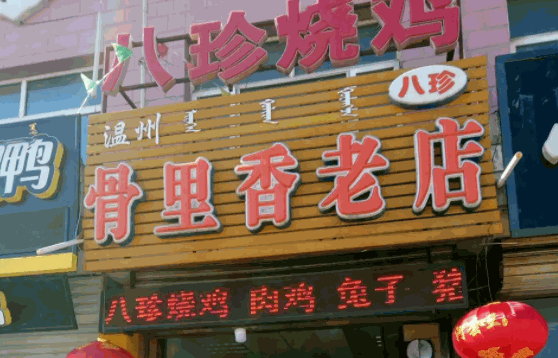 八珍烧鸡
八珍
温州
骨里香老店
八珍烧鸡 肉鸡 兔子
鸭